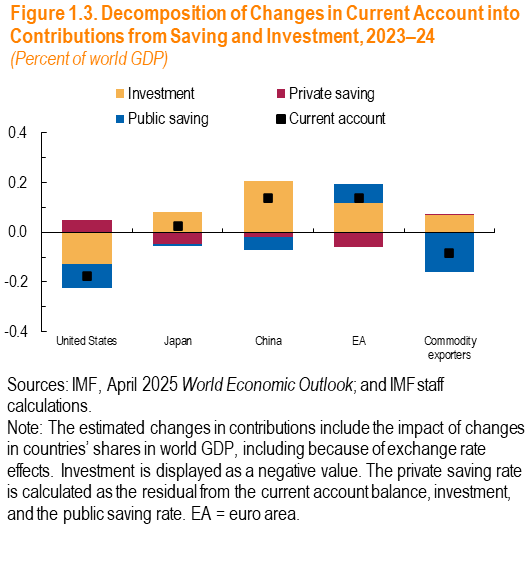 Figure 1.3. Decomposition of Changes in Current Account into
Contributions from Saving and Investment, 2023–24
(Percent of world GDP)
Investment
Private saving
Public saving
Current account
0.4
0.2
0.0
-0.2
-0.4
United States
Japan
China
EA
Commodity
exporters
Sources: IMF, April 2025 World Economic Outlook; and IMF staff
calculations.
Note: The estimated changes in contributions include the impact of changes
in countries’ shares in world GDP, including because of exchange rate
effects. Investment is displayed as a negative value. The private saving rate
is calculated as the residual from the current account balance, investment,
and the public saving rate. EA = euro area.